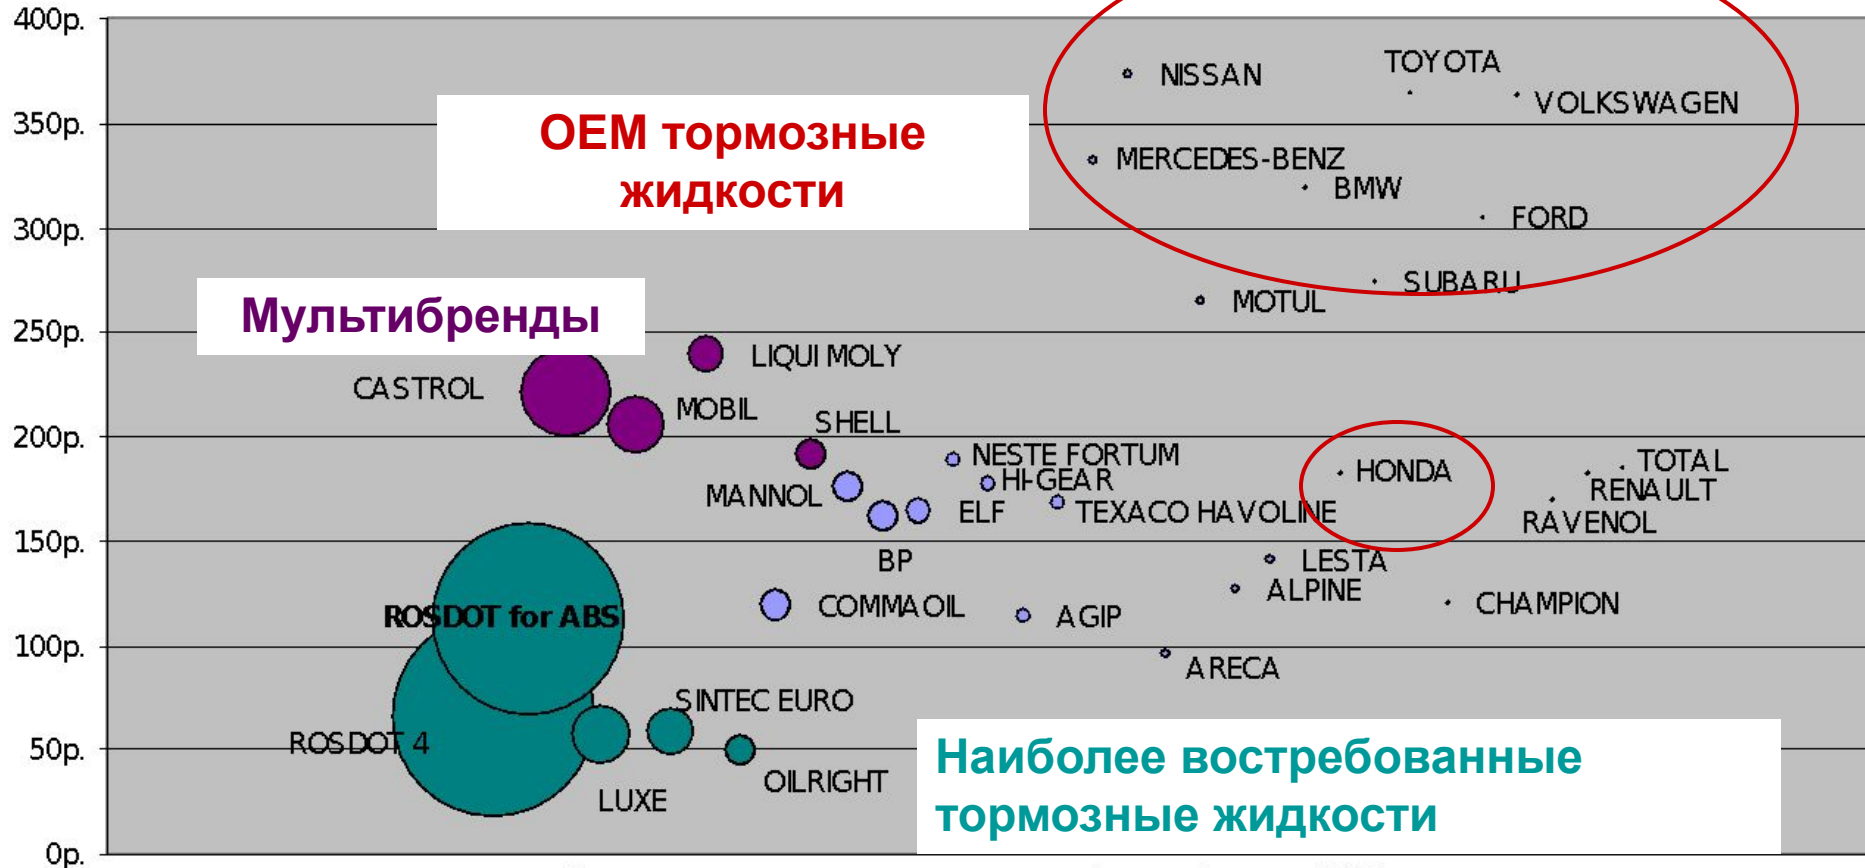 400р.
TOYOTA
NISSAN
VOLKSWAGEN
350р.
OEM тормозные
жидкости
MERCEDES-BENZ
BMW
FORD
300р.
SUBARU
MOTUL
Мультибренды
250р.
LIQUI MOLY
CASTROL
MOBIL
SHELL
200р.
NESTE FORTUM
TOTAL
HONDA
HI-GEAR
RENAULT
MANNOL
ELF
TEXACO HAVOLINE
RAVENOL
150р.
BP
LESTA
ALPINE
ROSDOT for ABS
COMMA OIL
AGIP
CHAMPION
100р.
ARECA
SINTEC EURO
ROSDOT 4
50р.
Наиболее востребованные
тормозные жидкости
OILRIGHT
LUXE
0р.